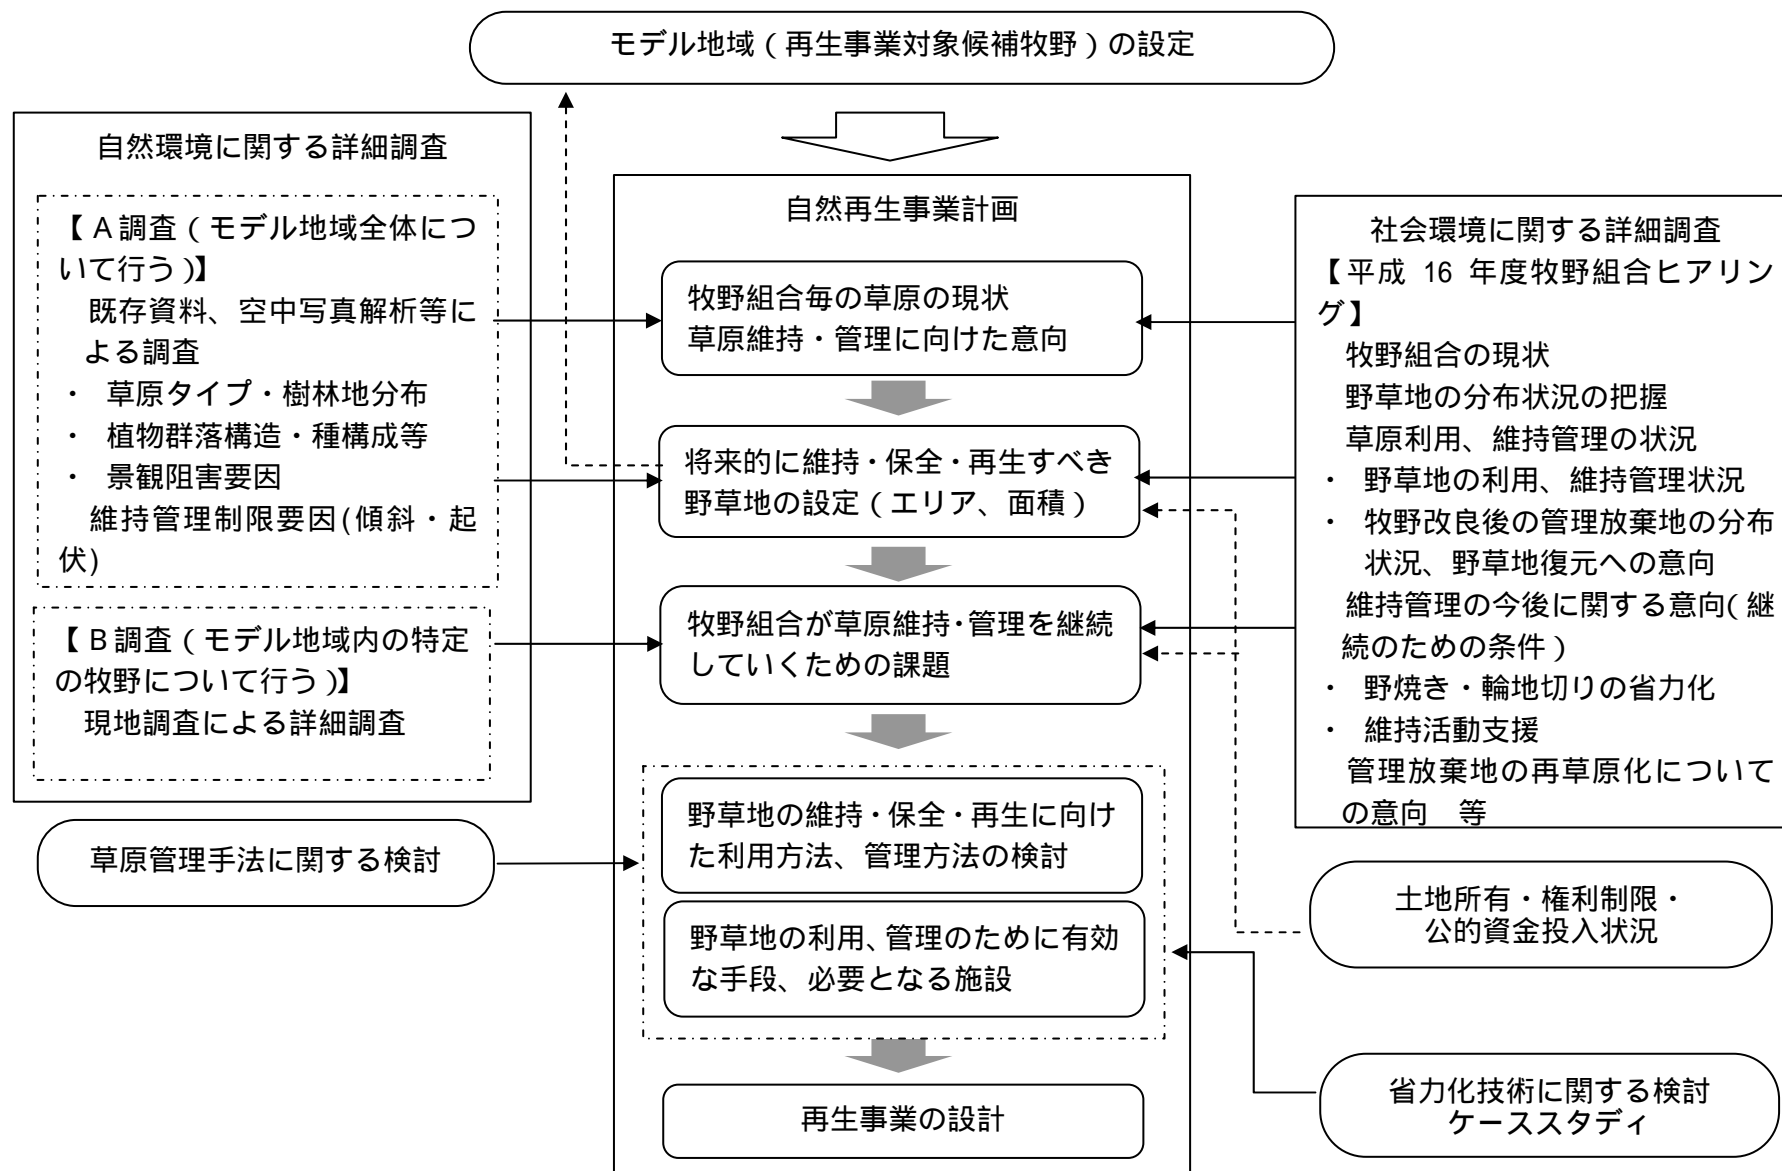 モデル地域(再生事業対象候補牧野)の設定
自然環境に関する詳細調査
【A調査(モデル地域全体につ
いて行う)】
既存資料、空中写真解析等に
よる調査
・ 草原タイプ・樹林地分布
・ 植物群落構造・種構成等
・ 景観阻害要因
維持管理制限要因(傾斜・起
伏)
【B調査(モデル地域内の特定
の牧野について行う)】
現地調査による詳細調査
草原管理手法に関する検討
自然再生事業計画
牧野組合毎の草原の現状
草原維持・管理に向けた意向
将来的に維持・保全・再生すべき
野草地の設定(エリア、面積)
牧野組合が草原維持・管理を継続
していくための課題
野草地の維持・保全・再生に向け
た利用方法、管理方法の検討
野草地の利用、管理のために有効
な手段、必要となる施設
再生事業の設計
社会環境に関する詳細調査
【平成 16 年度牧野組合ヒアリン
グ】
牧野組合の現状
野草地の分布状況の把握
草原利用、維持管理の状況
・ 野草地の利用、維持管理状況
・ 牧野改良後の管理放棄地の分布
状況、野草地復元への意向
維持管理の今後に関する意向(継
続のための条件)
・ 野焼き・輪地切りの省力化
・ 維持活動支援
管理放棄地の再草原化について
の意向 等
土地所有・権利制限・
公的資金投入状況
省力化技術に関する検討
ケーススタディ